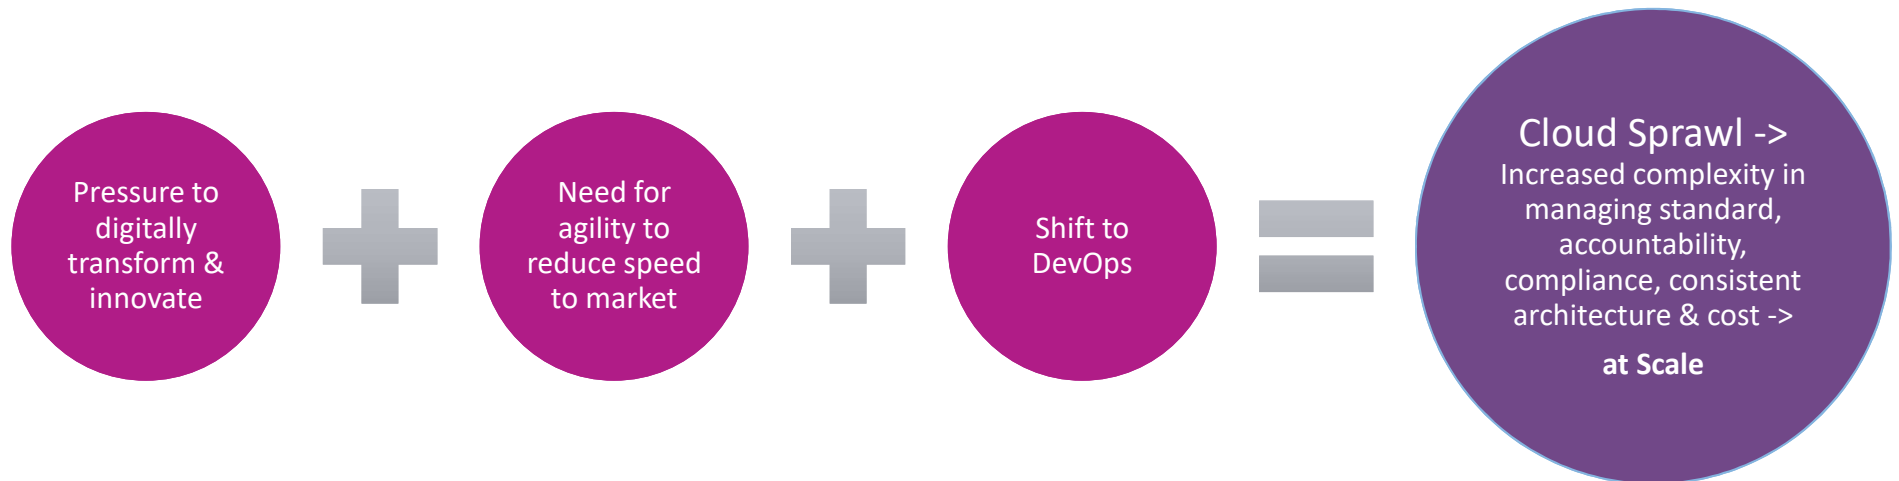 Pressure to
digitally
transform &
innovate
Need for
agility to
reduce speed
to market
Shift to
DevOps
Cloud Sprawl ->
Increased complexity in
managing standard,
accountability,
compliance, consistent
architecture & cost ->
at Scale